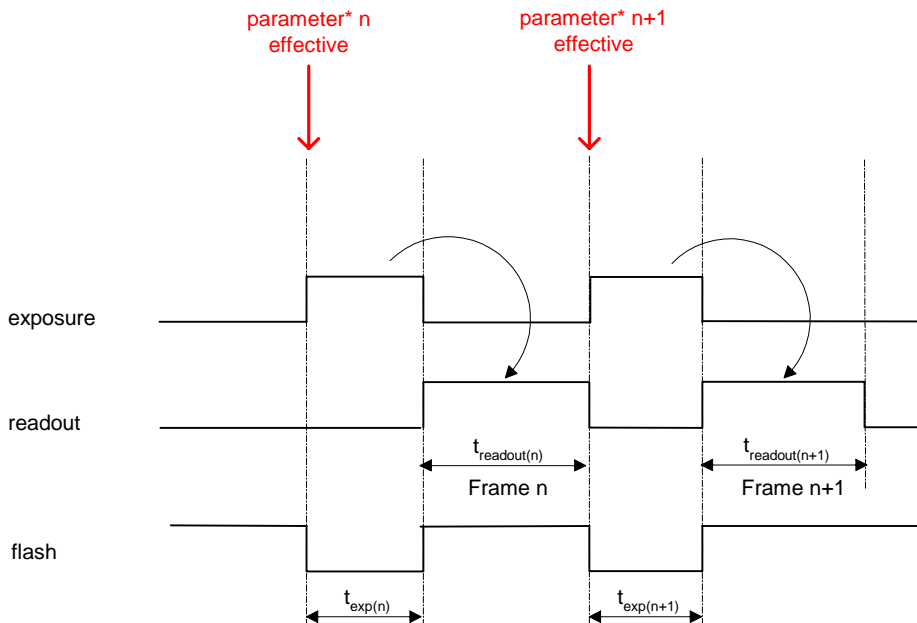 parameter* n
effective
parameter* n+1
effective
exposure
readout
t_readout(n)
t_readout(n+1)
Frame n
Frame n+1
flash
t_exp(n)
t_exp(n+1)